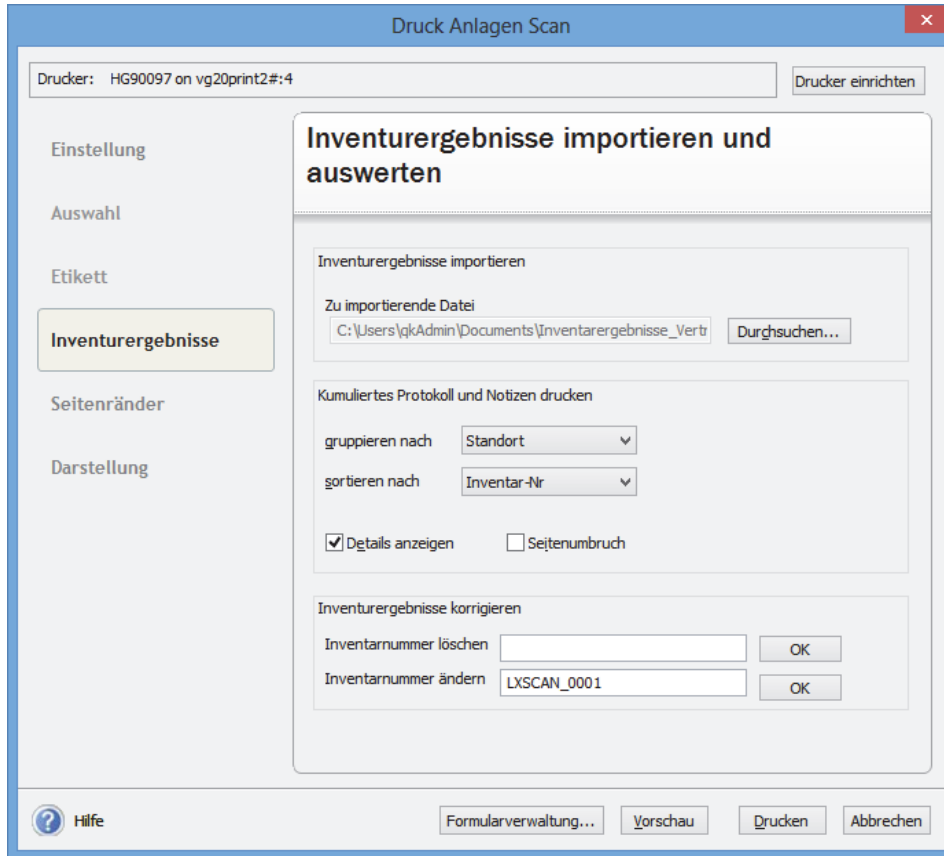 Druck Anlagen Scan
Drucker: HG90097 on vg20print2#:4
Drucker einrichten
Einstellung
Auswahl
Etikett
Inventurergebnisse
Seitenränder
Darstellung
Inventurergebnisse importieren und
auswerten
Inventurergebnisse importieren
Zu importierende Datei
C:\Users\gkAdmin\Documents\Inventarergebnisse_Vertr
Durchsuchen...
Kumuliertes Protokoll und Notizen drucken
gruppieren nach Standort
sortieren nach Inventar-Nr
Details anzeigen Seitenumbruch
Inventurergebnisse korrigieren
Inventarnummer löschen OK
Inventarnummer ändern LXSCAN_0001 OK
Hilfe Formularverwaltung... Vorschau Drucken Abbrechen